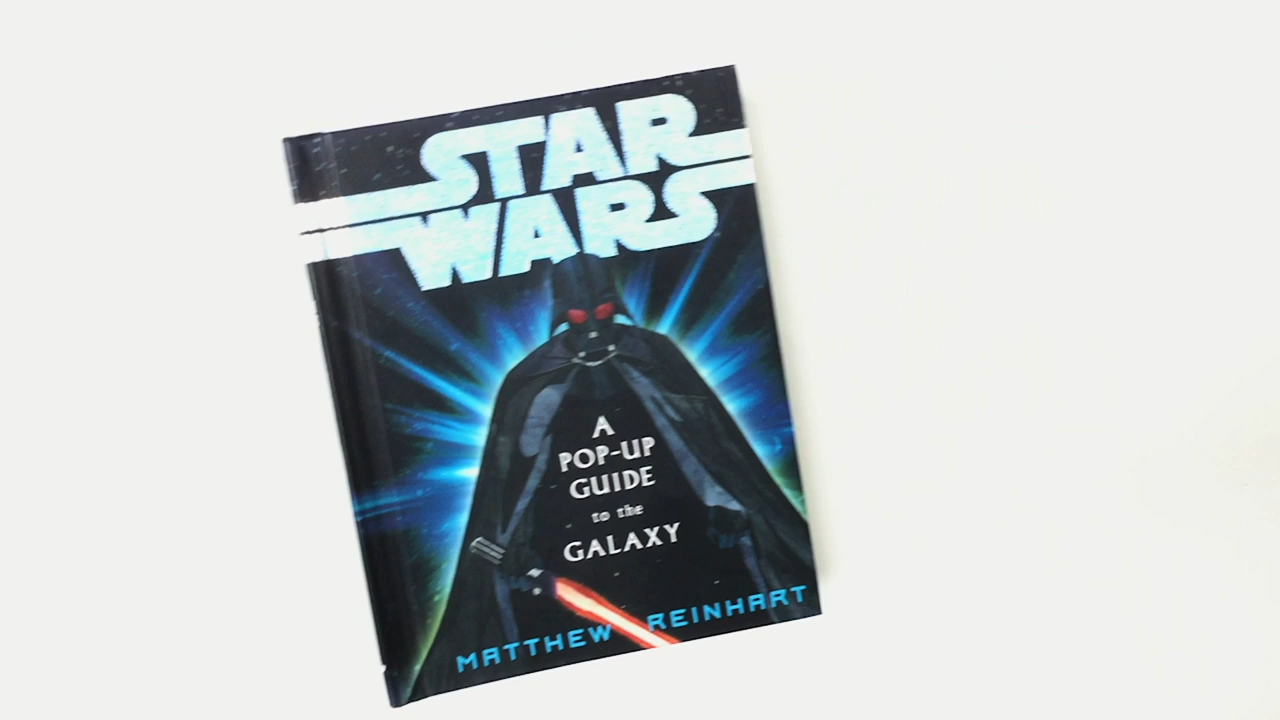 STAR
WARS
A
POP-UP
GUIDE
to the
GALAXY
MATTHEW REINHART